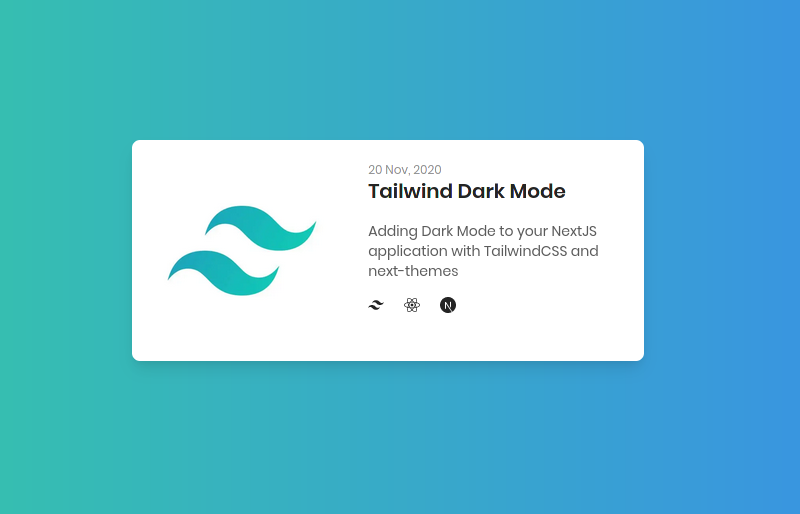 20 Nov, 2020
Tailwind Dark Mode
Adding Dark Mode to your NextJS
application with TailwindCSS and
next-themes
N